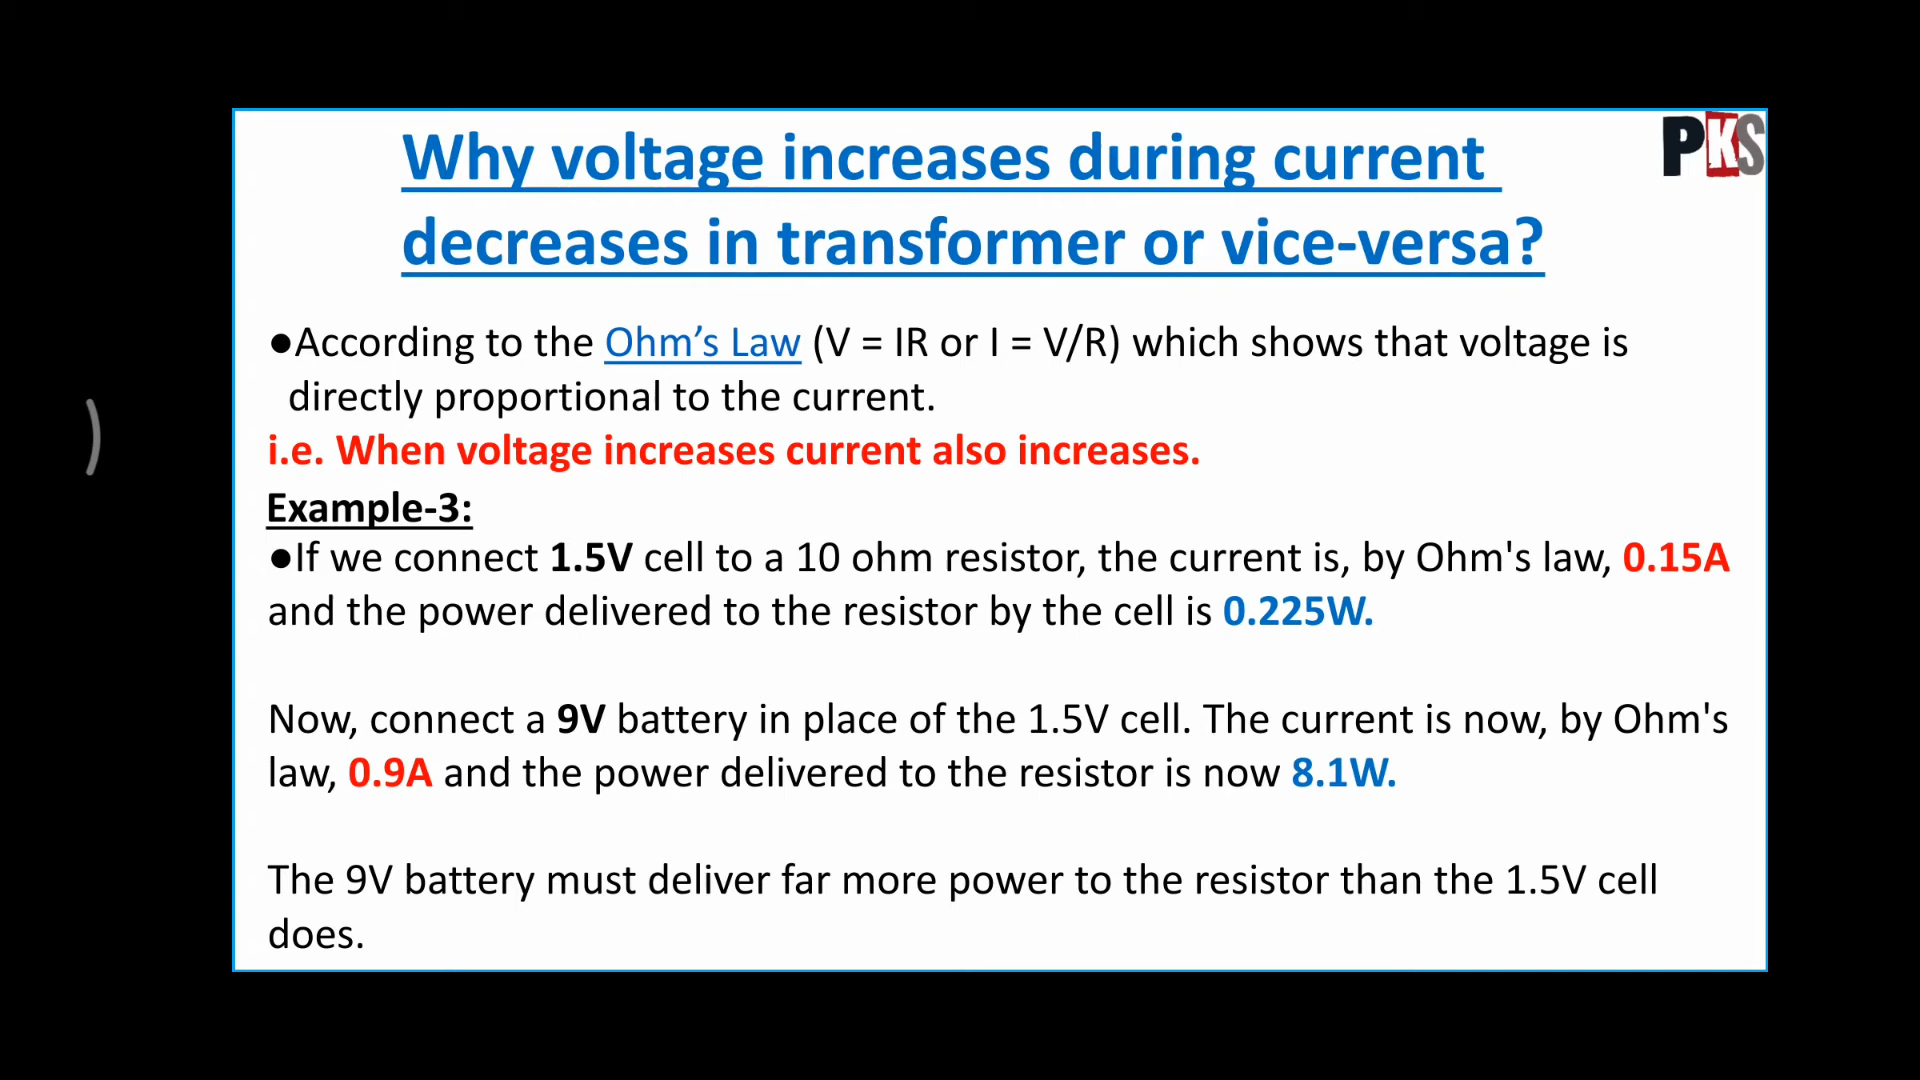 PKS
Why voltage increases during current
decreases in transformer or vice-versa?
●According to the Ohm’s Law (V = IR or I = V/R) which shows that voltage is
directly proportional to the current.
i.e. When voltage increases current also increases.
Example-3:
●If we connect 1.5V cell to a 10 ohm resistor, the current is, by Ohm's law, 0.15A
and the power delivered to the resistor by the cell is 0.225W.
Now, connect a 9V battery in place of the 1.5V cell. The current is now, by Ohm's
law, 0.9A and the power delivered to the resistor is now 8.1W.
The 9V battery must deliver far more power to the resistor than the 1.5V cell
does.